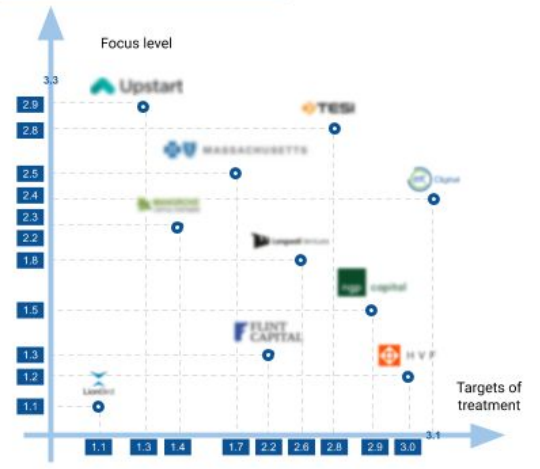 Focus level
3.3
Upstart
2.9
TESI
2.8
MASSACHUSETTS
2.5
2.4
2.3
2.2
1.8
capital
1.5
FLINT
CAPITAL
1.3
HVF
1.2
1.1
Targets of
treatment
3.1
1.1 1.3 1.4 1.7 2.2 2.6 2.8 2.9 3.0